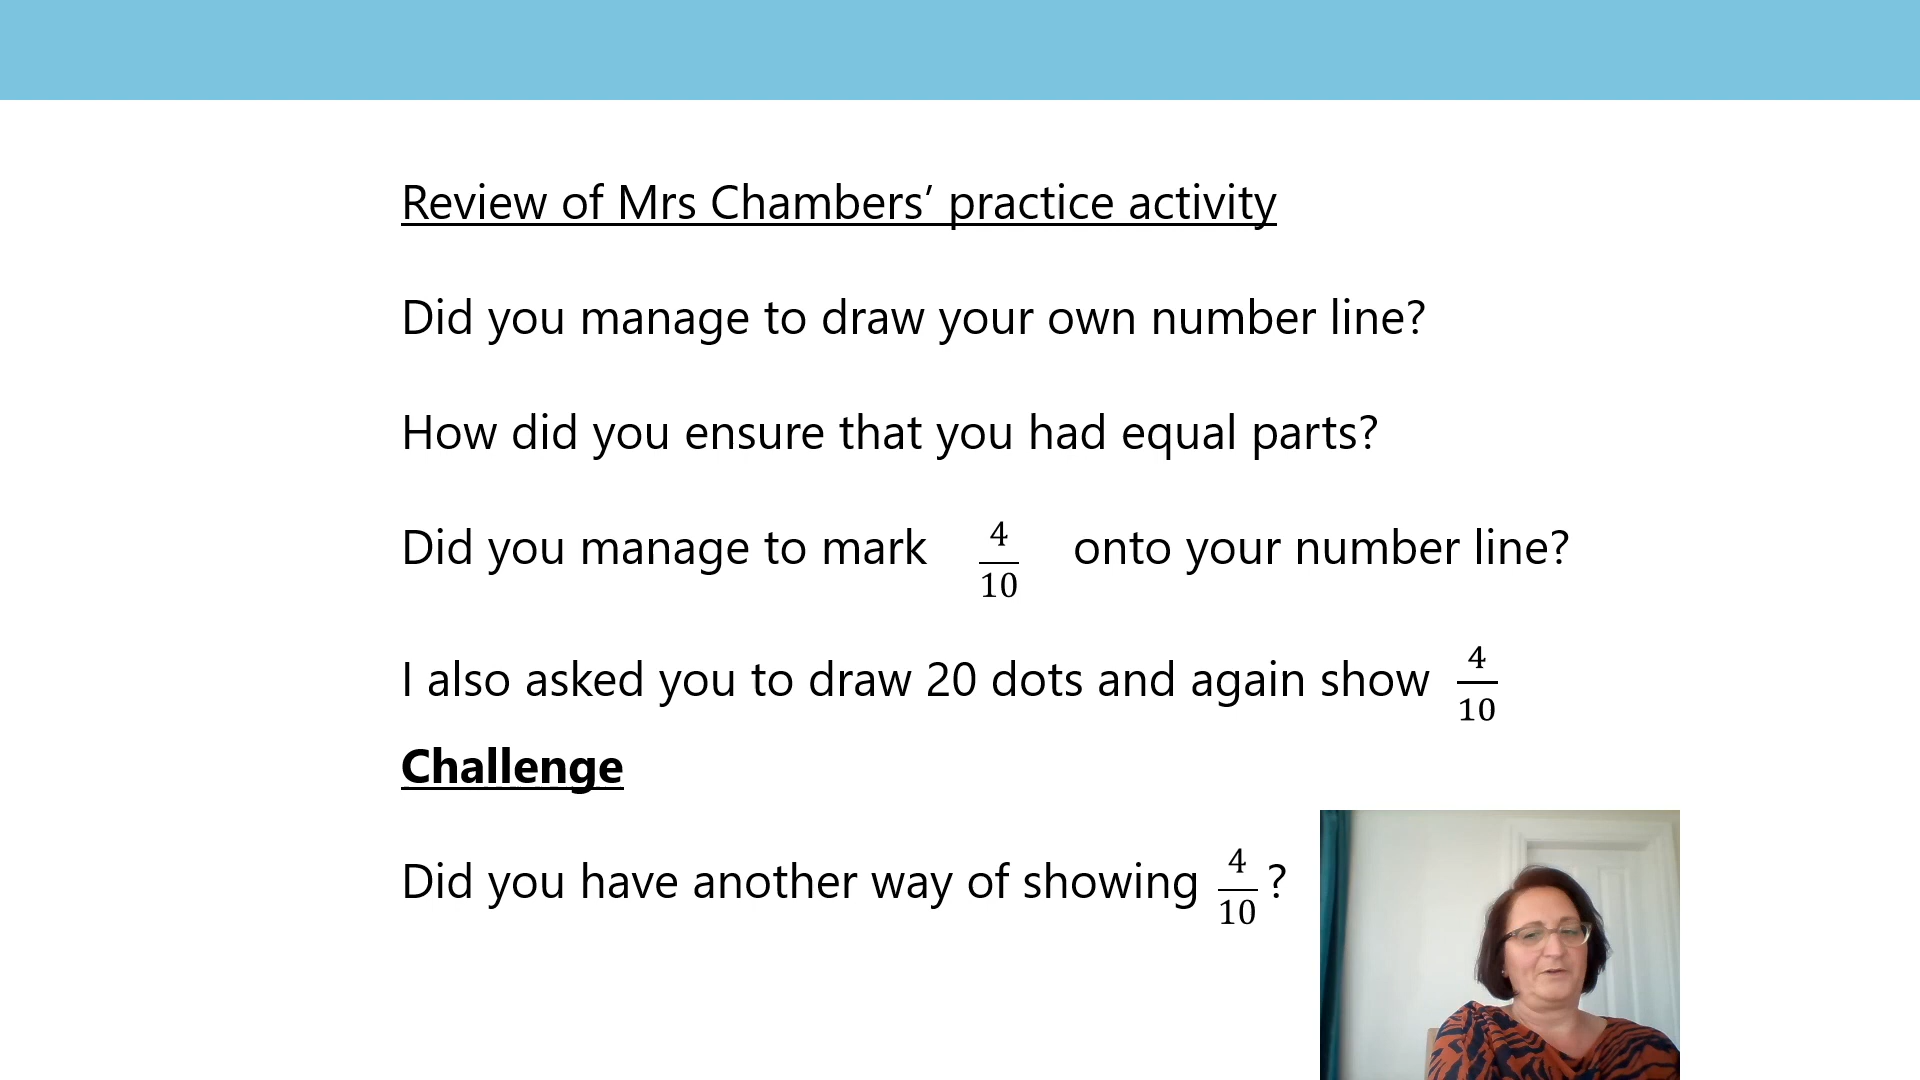 Review of Mrs Chambers’ practice activity
Did you manage to draw your own number line?
How did you ensure that you had equal parts?
Did you manage to mark 4/10 onto your number line?
I also asked you to draw 20 dots and again show 4/10
Challenge
Did you have another way of showing 4/10?